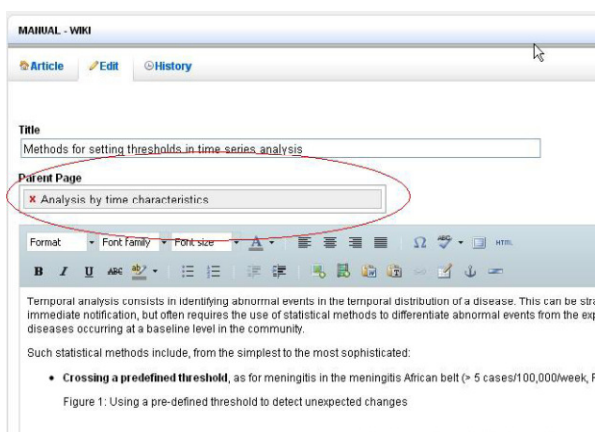 MANUAL - WIKI
Article Edit History
Title
Methods for setting thresholds in time series analysis
Parent Page
x Analysis by time characteristics
Format Font family Font size A Ω ABC HTML
B I U ABC ab
Temporal analysis consists in identifying abnormal events in the temporal distribution of a disease. This can be stra
immediate notification, but often requires the use of statistical methods to differentiate abnormal events from the exp
diseases occurring at a baseline level in the community.
Such statistical methods include, from the simplest to the most sophisticated:
• Crossing a predefined threshold, as for meningitis in the meningitis African belt (> 5 cases/100,000/week, F
Figure 1: Using a pre-defined threshold to detect unexpected changes